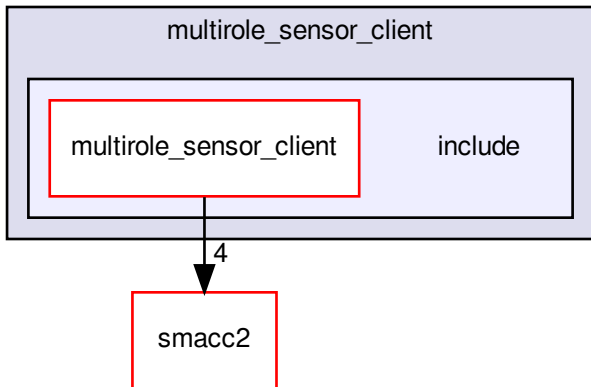 multirole_sensor_client
multirole_sensor_client
include
4
smacc2